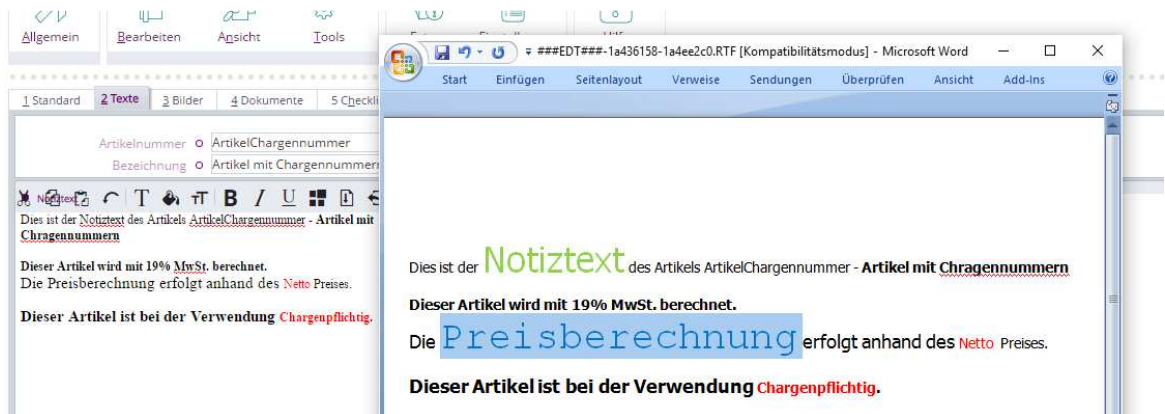 Allgemein Bearbeiten Ansicht Tools
1 Standard 2 Texte 3 Bilder 4 Dokumente 5 Checkli
Artikelnummer ArtikelChargennummer
Bezeichnung Artikel mit Chargennummern
Notiztext
T TT B I U
Dies ist der Notiztext des Artikels ArtikelChargennummer - Artikel mit
Chragennummern
Dieser Artikel wird mit 19% MwSt. berechnet.
Die Preisberechnung erfolgt anhand des Netto Preises.
Dieser Artikel ist bei der Verwendung Chargenpflichtig.
###EDT###-1a436158-1a4ee2c0.RTF [Kompatibilitätsmodus] - Microsoft Word
Start Einfügen Seitenlayout Verweise Sendungen Überprüfen Ansicht Add-Ins
Dies ist der Notiztext des Artikels ArtikelChargennummer - Artikel mit Chragennummern
Dieser Artikel wird mit 19% MwSt. berechnet.
Die Preisberechnung erfolgt anhand des Netto Preises.
Dieser Artikel ist bei der Verwendung Chargenpflichtig.